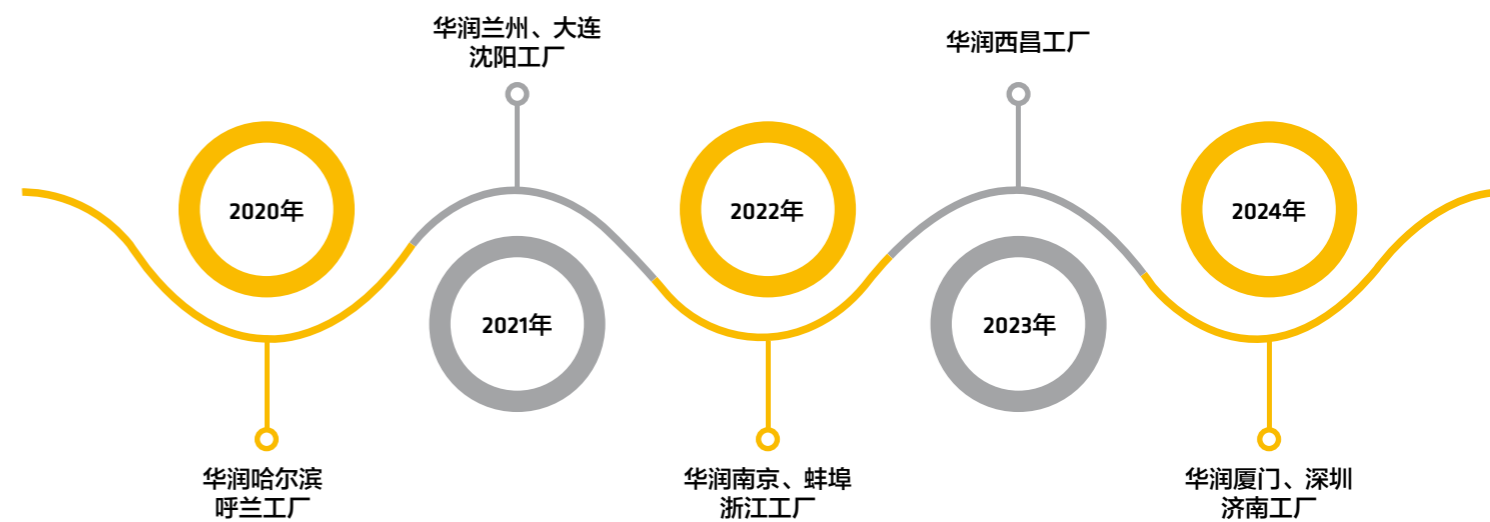 2020年
华润哈尔滨
呼兰工厂
华润兰州、大连
沈阳工厂
2021年
2022年
华润南京、蚌埠
浙江工厂
华润西昌工厂
2023年
2024年
华润厦门、深圳
济南工厂